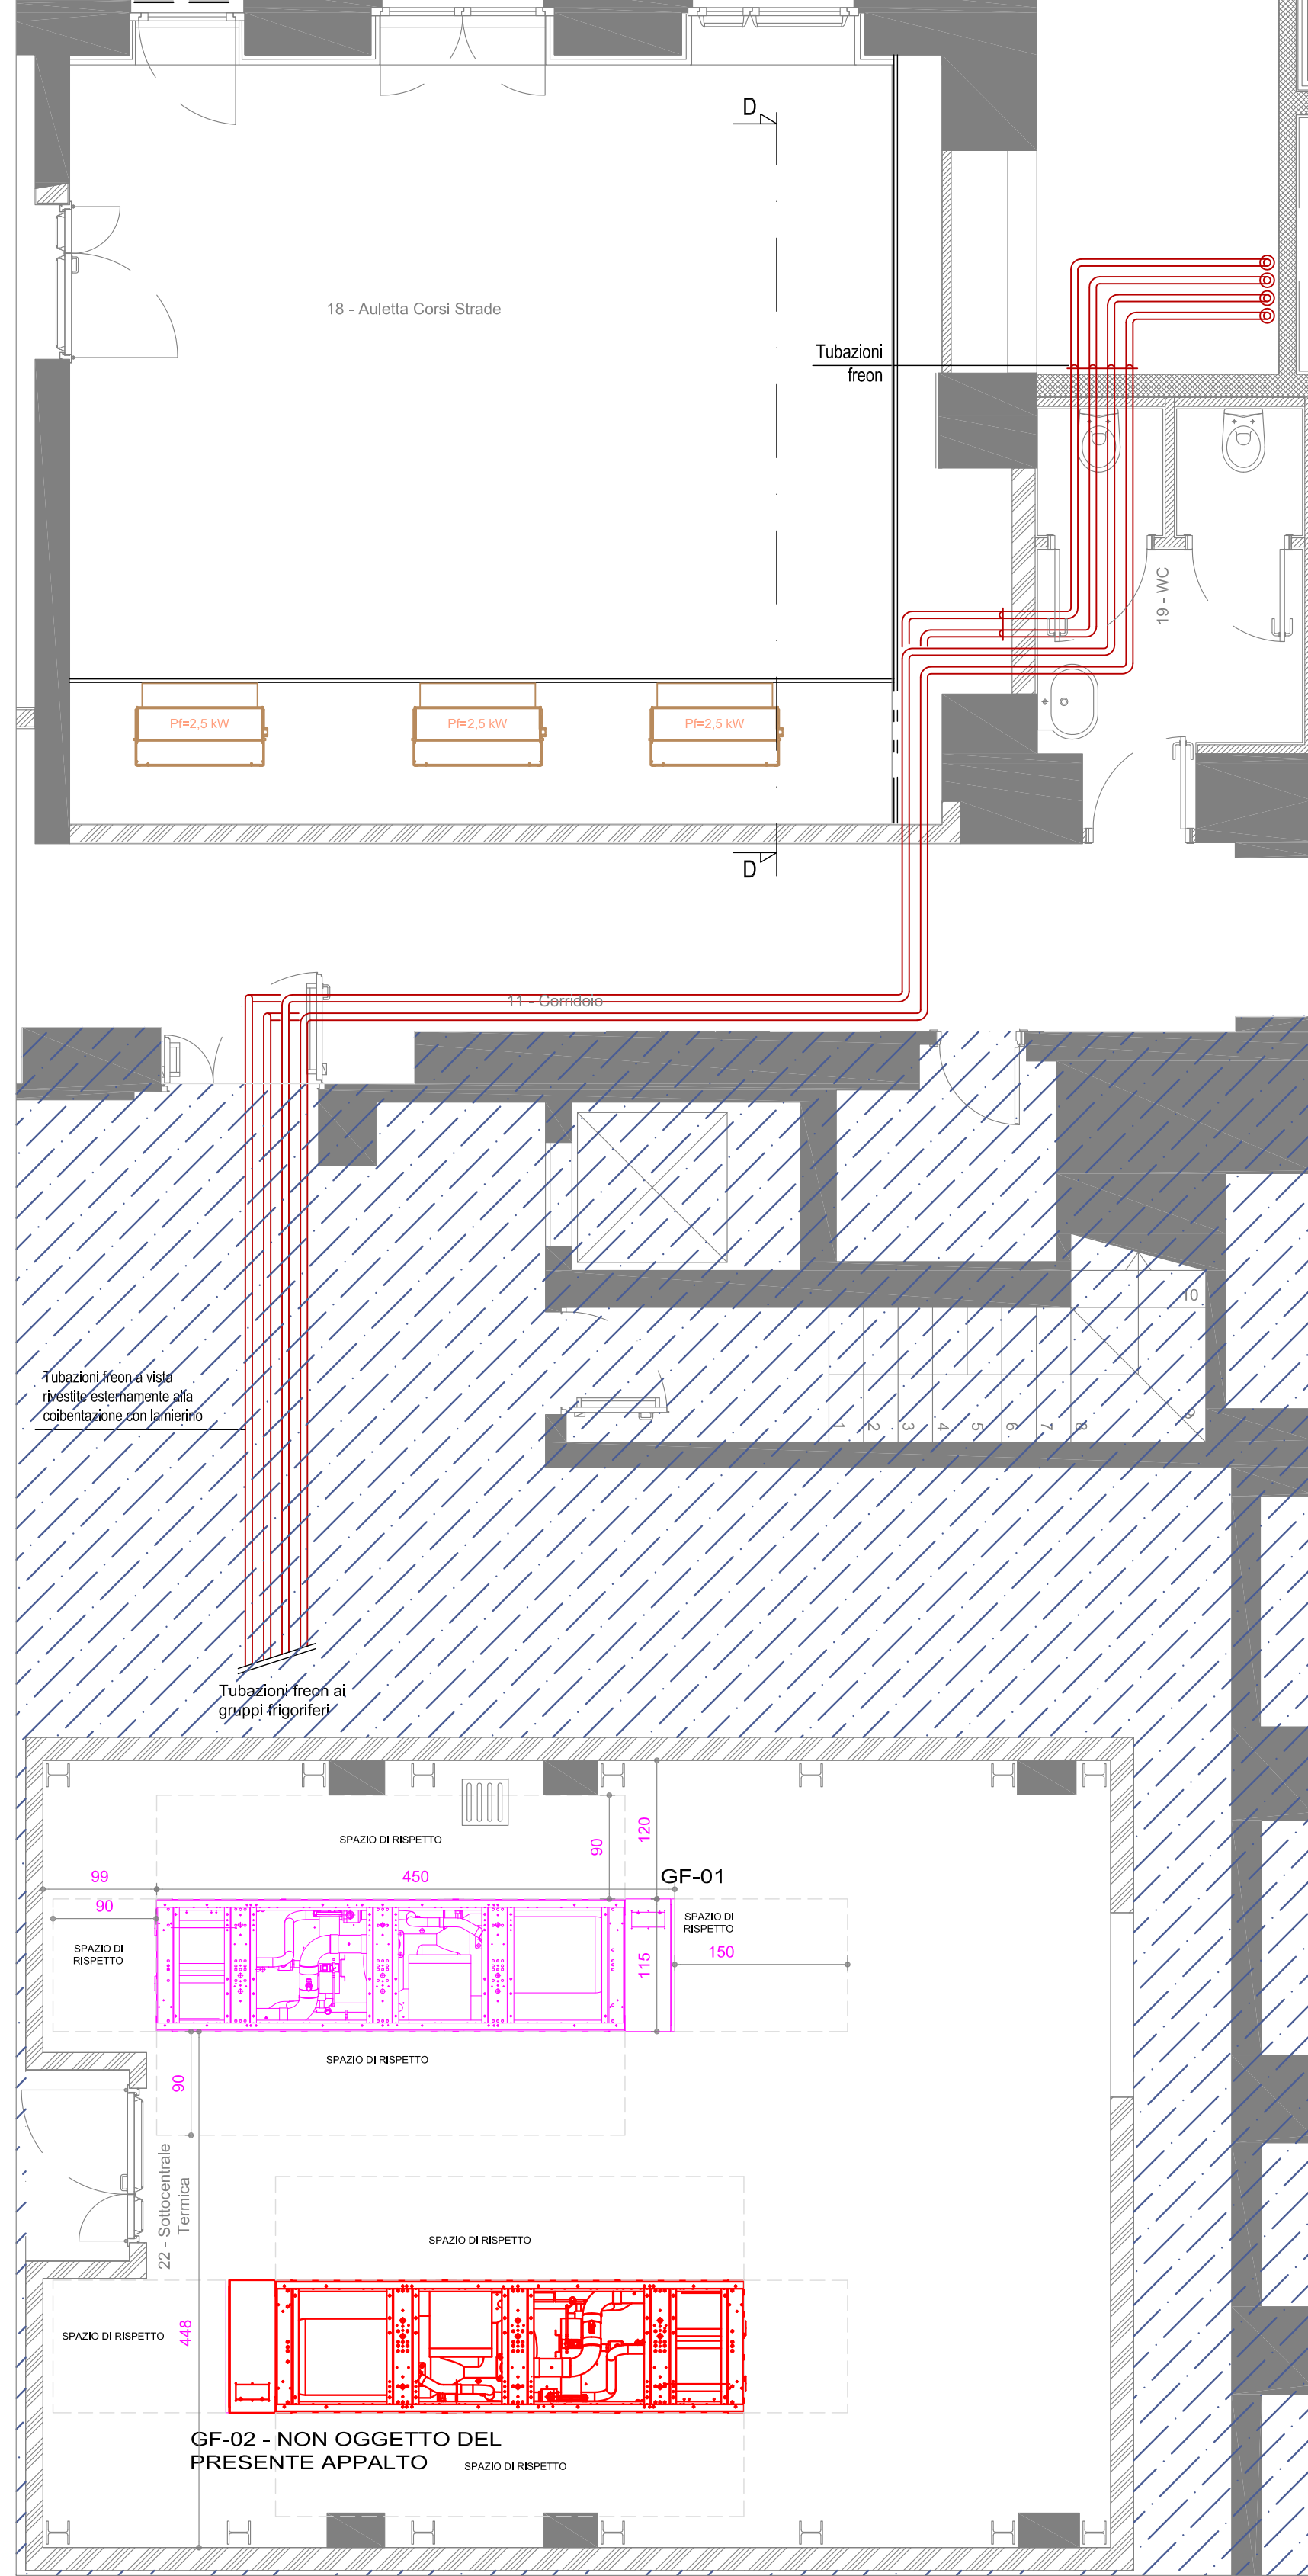 D
18 - Auletta Corsi Strade
Tubazioni
freon
19 - WC
Pf=2,5 kW
Pf=2,5 kW
Pf=2,5 kW
D
11 - Corridoio
10
9
1
2
3
4
5
6
7
8
Tubazioni freon a vista
rivestite esternamente alla
coibentazione con lamierino
Tubazioni freon ai
gruppi frigoriferi
SPAZIO DI RISPETTO
90
120
99
450
GF-01
90
SPAZIO DI
RISPETTO
SPAZIO DI
RISPETTO
115
150
SPAZIO DI RISPETTO
90
22 - Sottocentrale
Termica
SPAZIO DI RISPETTO
SPAZIO DI RISPETTO
448
GF-02 - NON OGGETTO DEL
PRESENTE APPALTO
SPAZIO DI RISPETTO